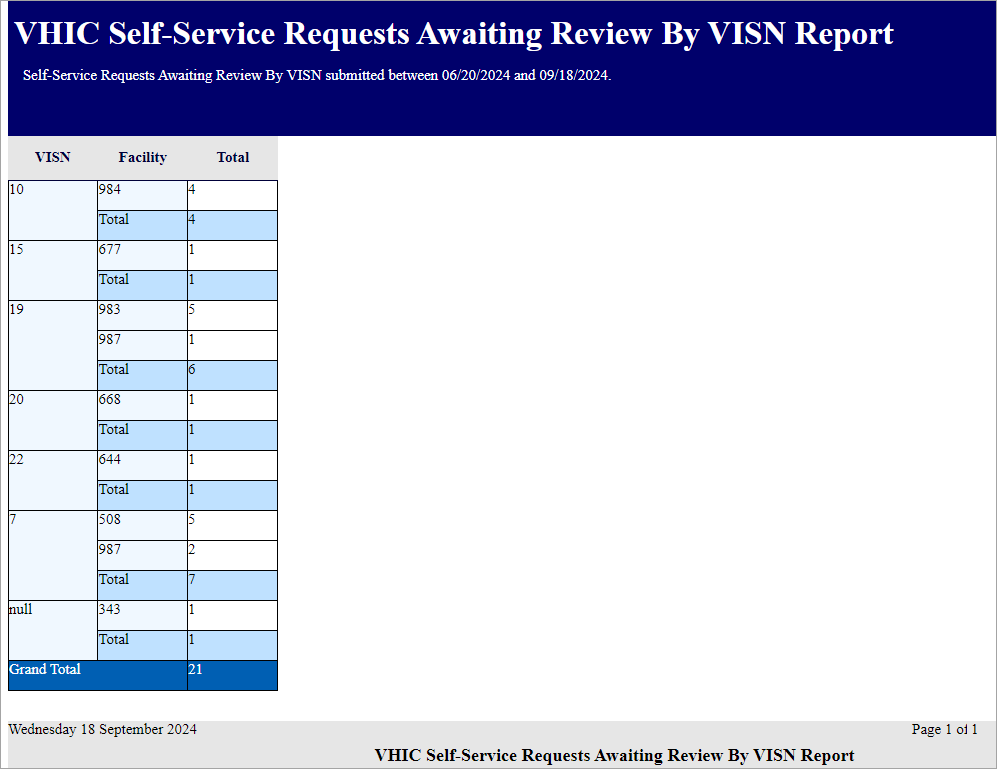 VHIC Self-Service Requests Awaiting Review By VISN Report
Self-Service Requests Awaiting Review By VISN submitted between 06/20/2024 and 09/18/2024.
VISN Facility Total
10 984 4
Total 4
15 677 1
Total 1
19 983 5
987 1
Total 6
20 668 1
Total 1
22 644 1
Total 1
7 508 5
987 2
Total 7
null 343 1
Total 1
Grand Total 21
Wednesday 18 September 2024 Page 1 of 1
VHIC Self-Service Requests Awaiting Review By VISN Report